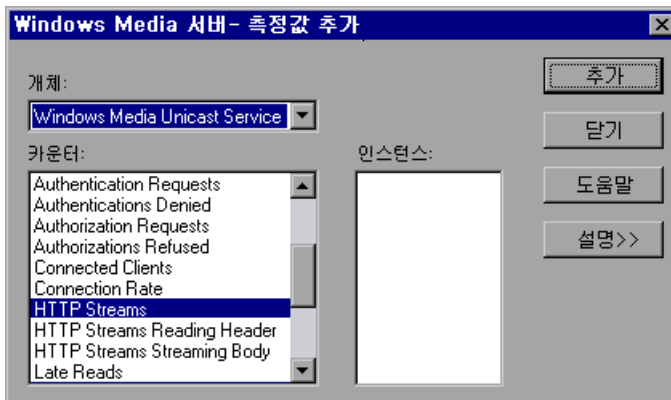 Windows Media 서버- 측정값 추가
개체:
Windows Media Unicast Service
카운터:
Authentication Requests
Authentications Denied
Authorization Requests
Authorizations Refused
Connected Clients
Connection Rate
HTTP Streams
HTTP Streams Reading Header
HTTP Streams Streaming Body
Late Reads
인스턴스:
추가
닫기
도움말
설명>>